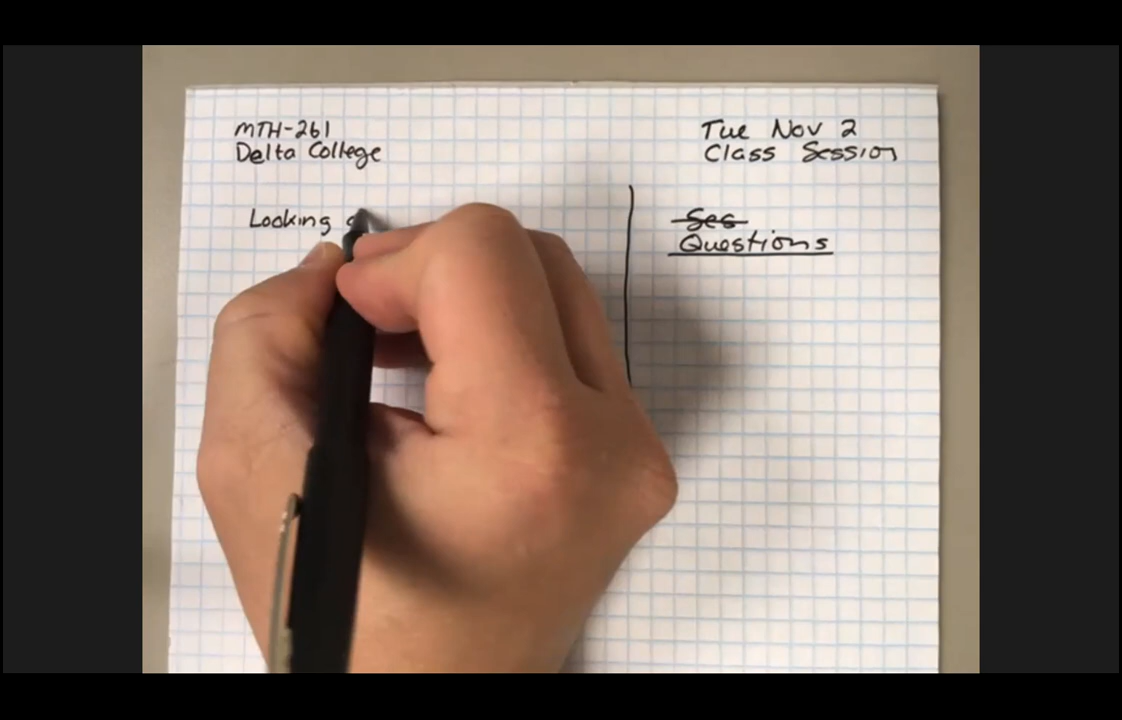 MTH-261
Delta College
Tue Nov 2
Class Session
Looking
Ses
Questions